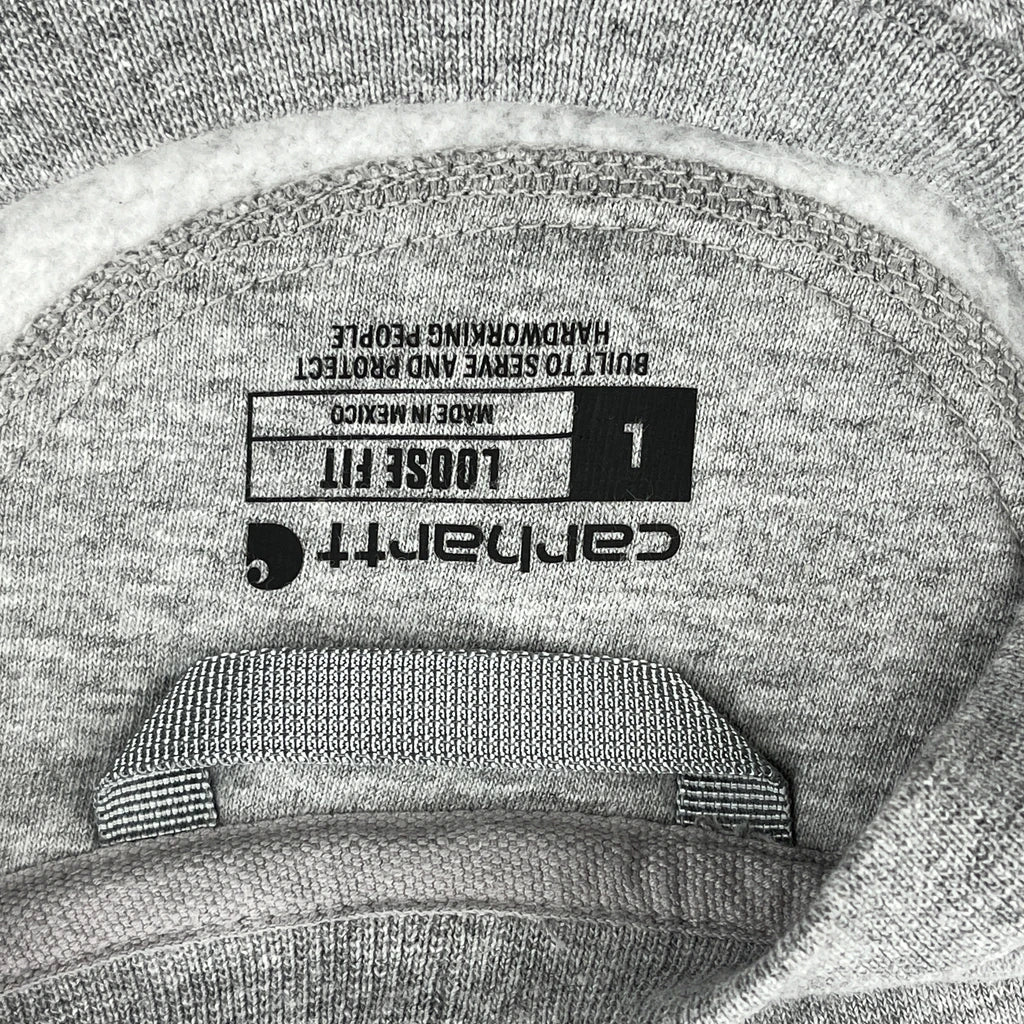 carhartt
L
LOOSE FIT
MADE IN MEXICO
BUILT TO SERVE AND PROTECT
HARDWORKING PEOPLE